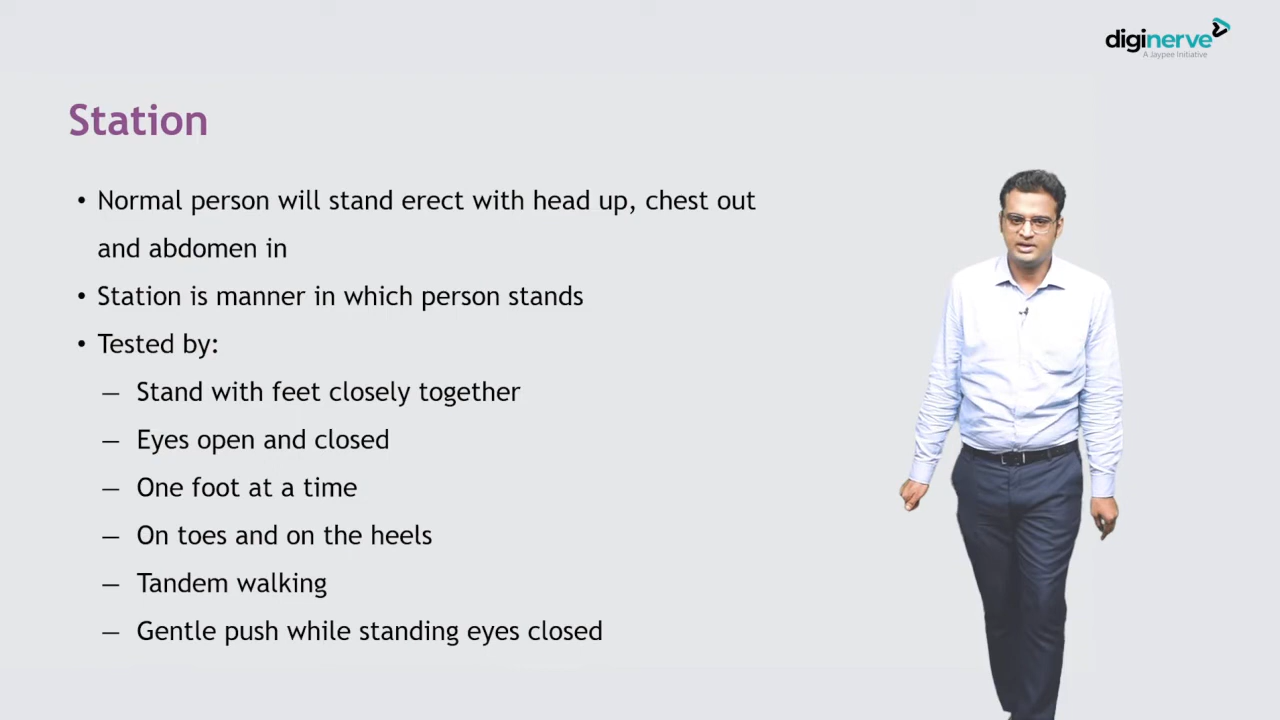 diginerve
A Jaypee Initiative
Station
• Normal person will stand erect with head up, chest out
and abdomen in
• Station is manner in which person stands
• Tested by:
— Stand with feet closely together
— Eyes open and closed
— One foot at a time
— On toes and on the heels
— Tandem walking
— Gentle push while standing eyes closed